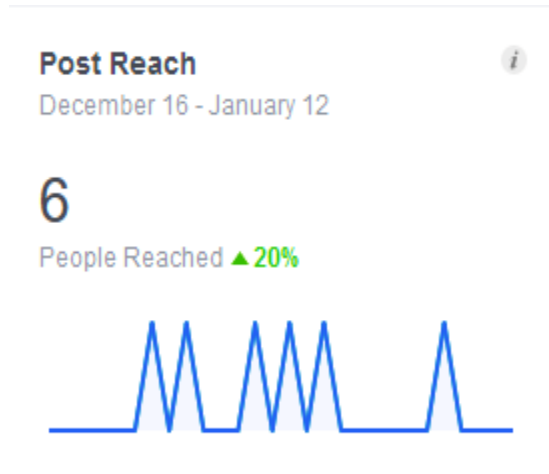 Post Reach
i
December 16 - January 12
6
People Reached ▲ 20%